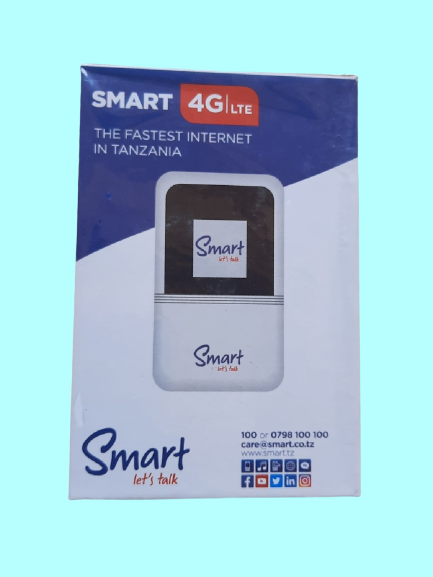 SMART 4G LTE
THE FASTEST INTERNET
IN TANZANIA
Smart
let's talk
Smart
let's talk
Smart
let's talk
100 or 0798 100 100
care@smart.co.tz
www.smart.tz